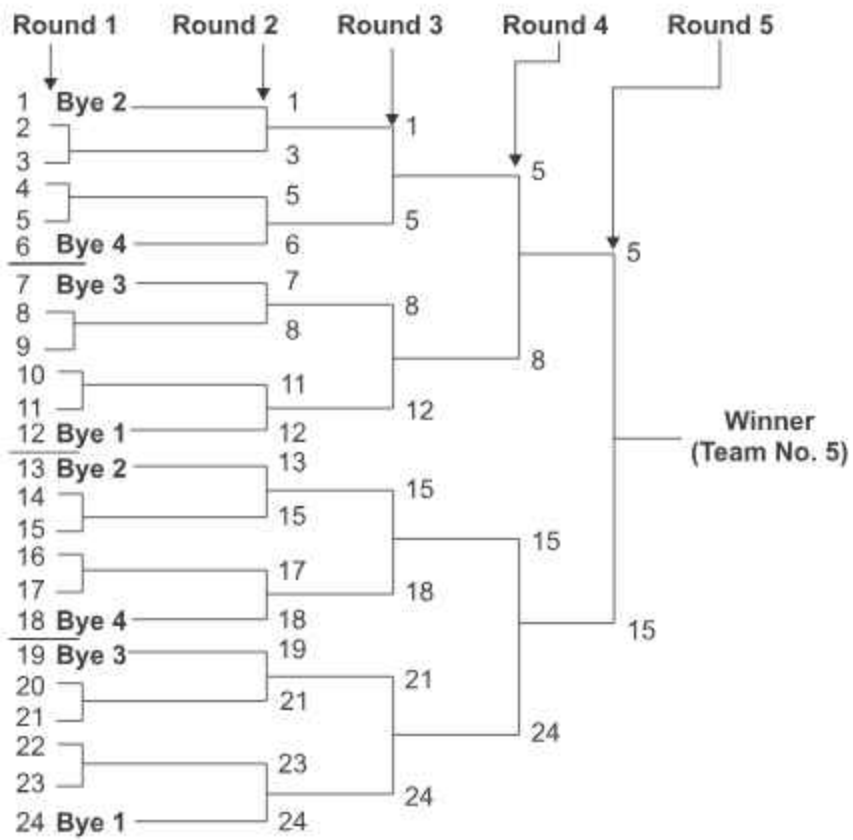 Round 1 Round 2 Round 3 Round 4 Round 5
1 Bye 2 1
2 1
3 3
5
4 5
5 5
6 Bye 4 6
5
7 Bye 3 7
8 8
9 8
8
10
11 11
12
12 Bye 1 12
Winner
(Team No. 5)
13 Bye 2 13
14 15
15 15
15
16
17 17
18
18 Bye 4 18
15
19 Bye 3 19
20 21
21 21
24
22
23 23
24
24 Bye 1 24